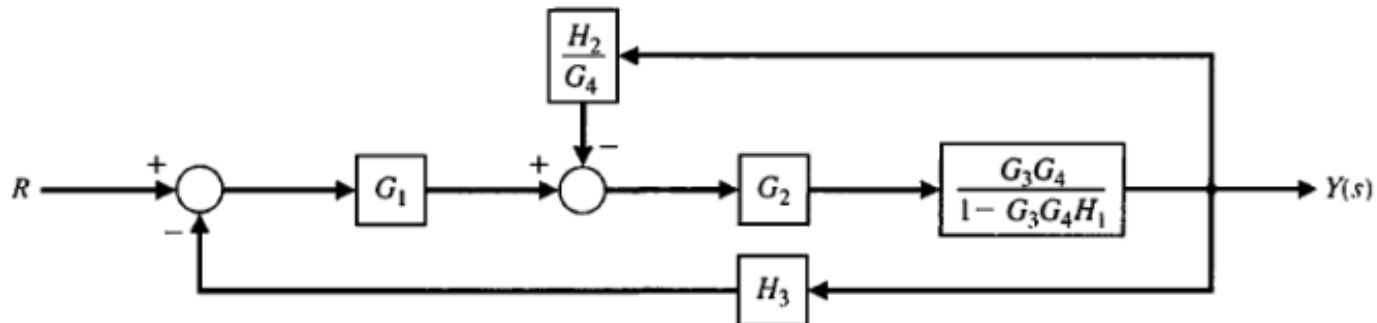 H₂
G₄
−
+
+
R
G₁
G₂
G₃G₄
1 − G₃G₄H₁
Y(s)
−
H₃